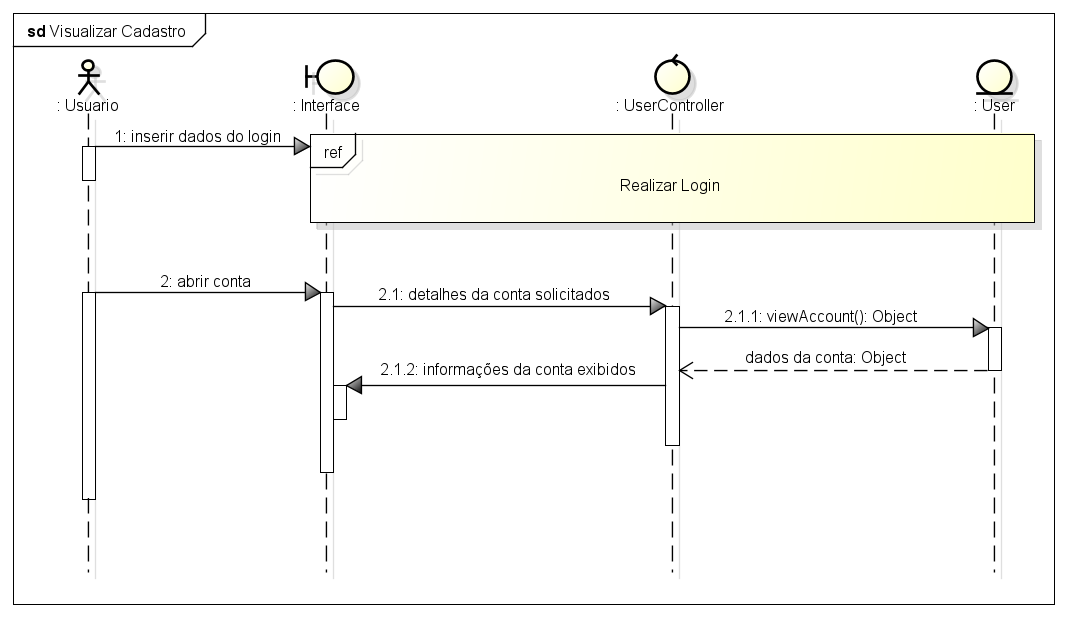 sd Visualizar Cadastro
: Usuario
: Interface
: UserController
: User
1: inserir dados do login
ref
Realizar Login
2: abrir conta
2.1: detalhes da conta solicitados
2.1.1: viewAccount(): Object
dados da conta: Object
2.1.2: informações da conta exibidos